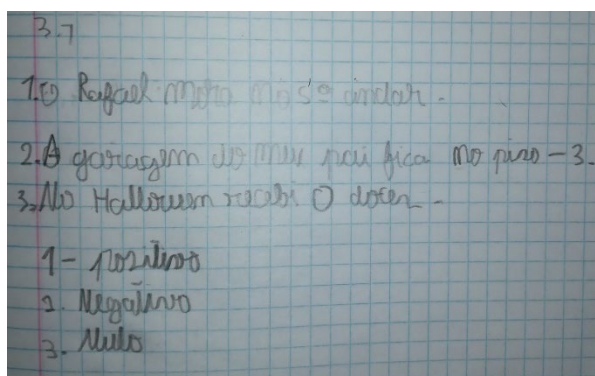 3.7
1. O Rafael mora no 5º andar.
2. A garagem do meu pai fica no piso -3.
3. No Halloween recebi 0 doces.
1- positivo
2. Negativo
3. Nulo